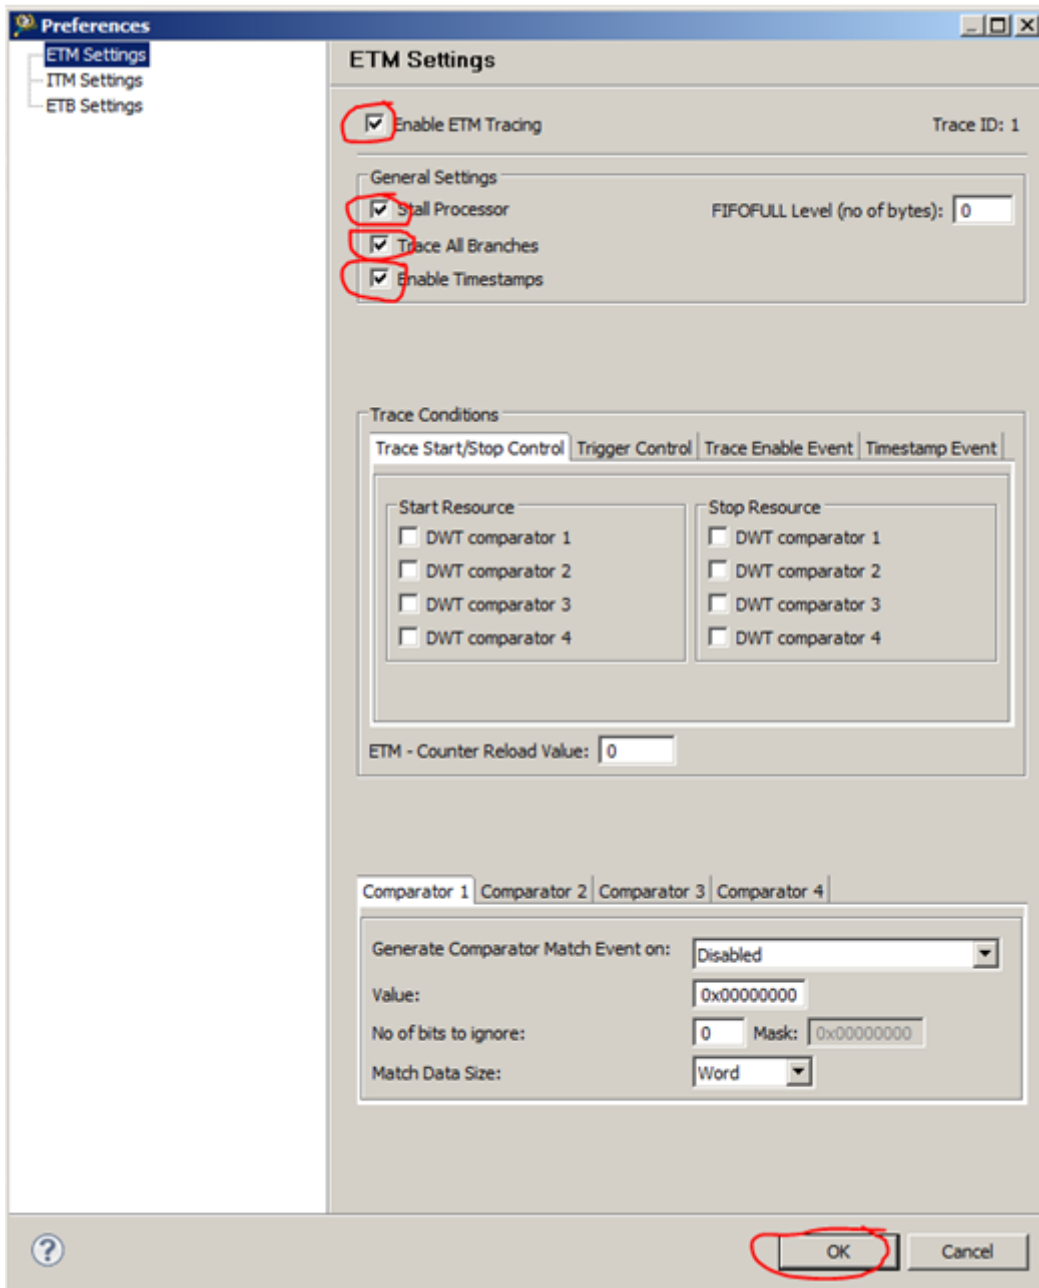 Preferences
ETM Settings
ITM Settings
ETB Settings
ETM Settings
Enable ETM Tracing Trace ID: 1
General Settings
Stall Processor FIFOFULL Level (no of bytes): 0
Trace All Branches
Enable Timestamps
Trace Conditions
Trace Start/Stop Control Trigger Control Trace Enable Event Timestamp Event
Start Resource Stop Resource
DWT comparator 1 DWT comparator 1
DWT comparator 2 DWT comparator 2
DWT comparator 3 DWT comparator 3
DWT comparator 4 DWT comparator 4
ETM - Counter Reload Value: 0
Comparator 1 Comparator 2 Comparator 3 Comparator 4
Generate Comparator Match Event on: Disabled
Value: 0x00000000
No of bits to ignore: 0 Mask: 0x00000000
Match Data Size: Word
? OK Cancel